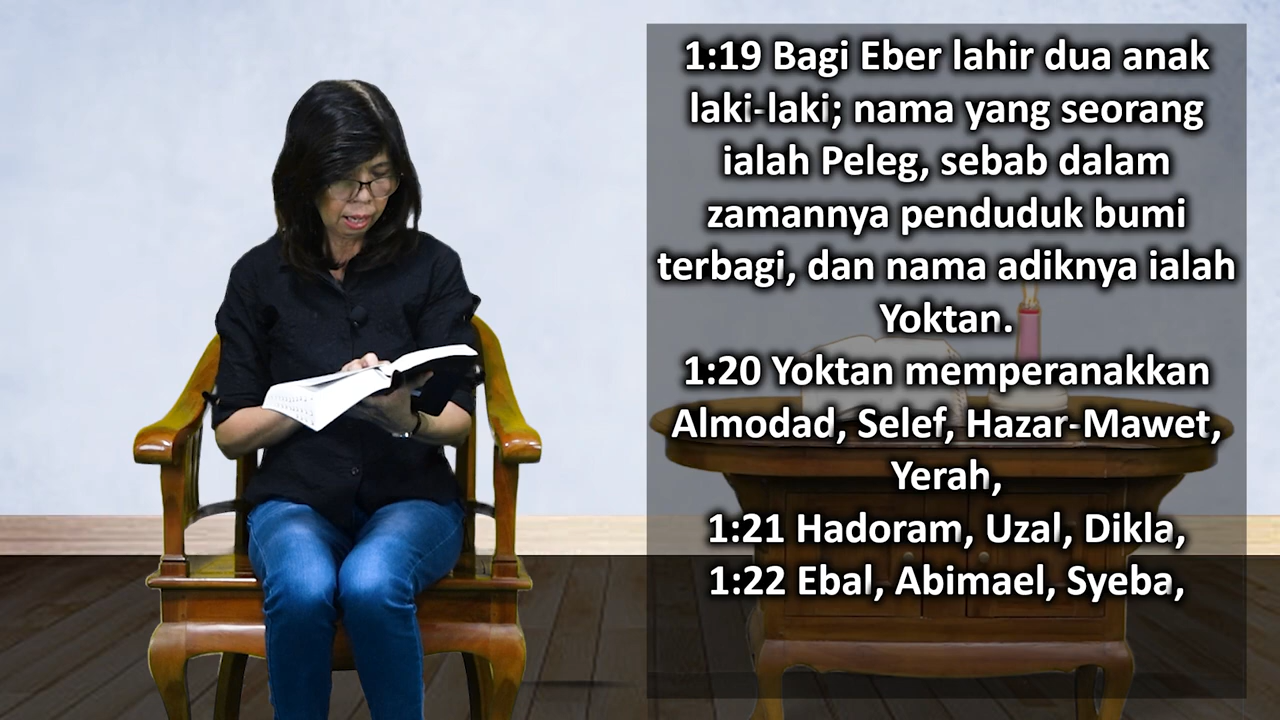 1:19 Bagi Eber lahir dua anak
laki-laki; nama yang seorang
ialah Peleg, sebab dalam
zamannya penduduk bumi
terbagi, dan nama adiknya ialah
Yoktan.
1:20 Yoktan memperanakkan
Almodad, Selef, Hazar-Mawet,
Yerah,
1:21 Hadoram, Uzal, Dikla,
1:22 Ebal, Abimael, Syeba,